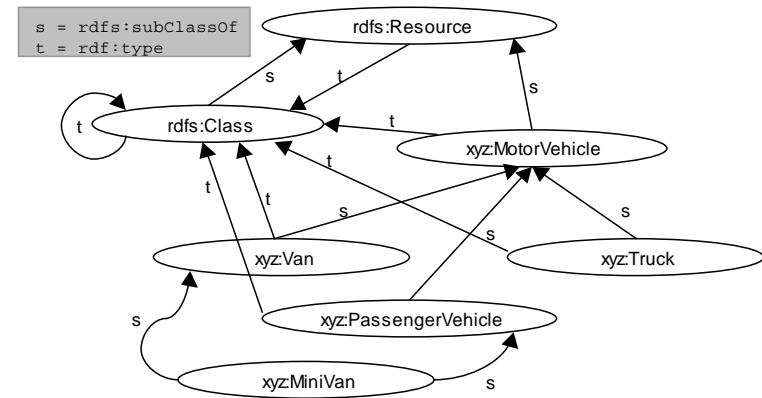 s = rdfs:subClassOf
t = rdf:type
rdfs:Resource
s
t
s
t
rdfs:Class
t
xyz:MotorVehicle
t
t
t
s
s
s
xyz:Van
xyz:Truck
s
xyz:PassengerVehicle
xyz:MiniVan
s